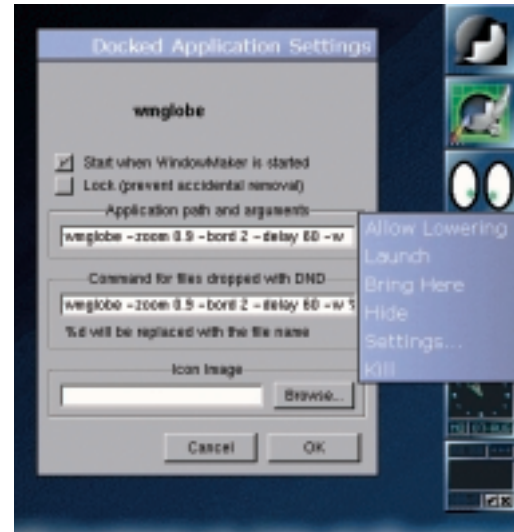 Docked Application Settings
wmglobe
Start when WindowMaker is started
Lock (prevent accidental removal)
Application path and arguments
wmglobe -zoom 0.9 -bord 2 -delay 60 -w
Command for files dropped with DND
wmglobe -zoom 0.9 -bord 2 -delay 60 -w %
%d will be replaced with the file name
Icon Image
Browse...
Cancel
OK
Allow Lowering
Launch
Bring Here
Hide
Settings...
Kill